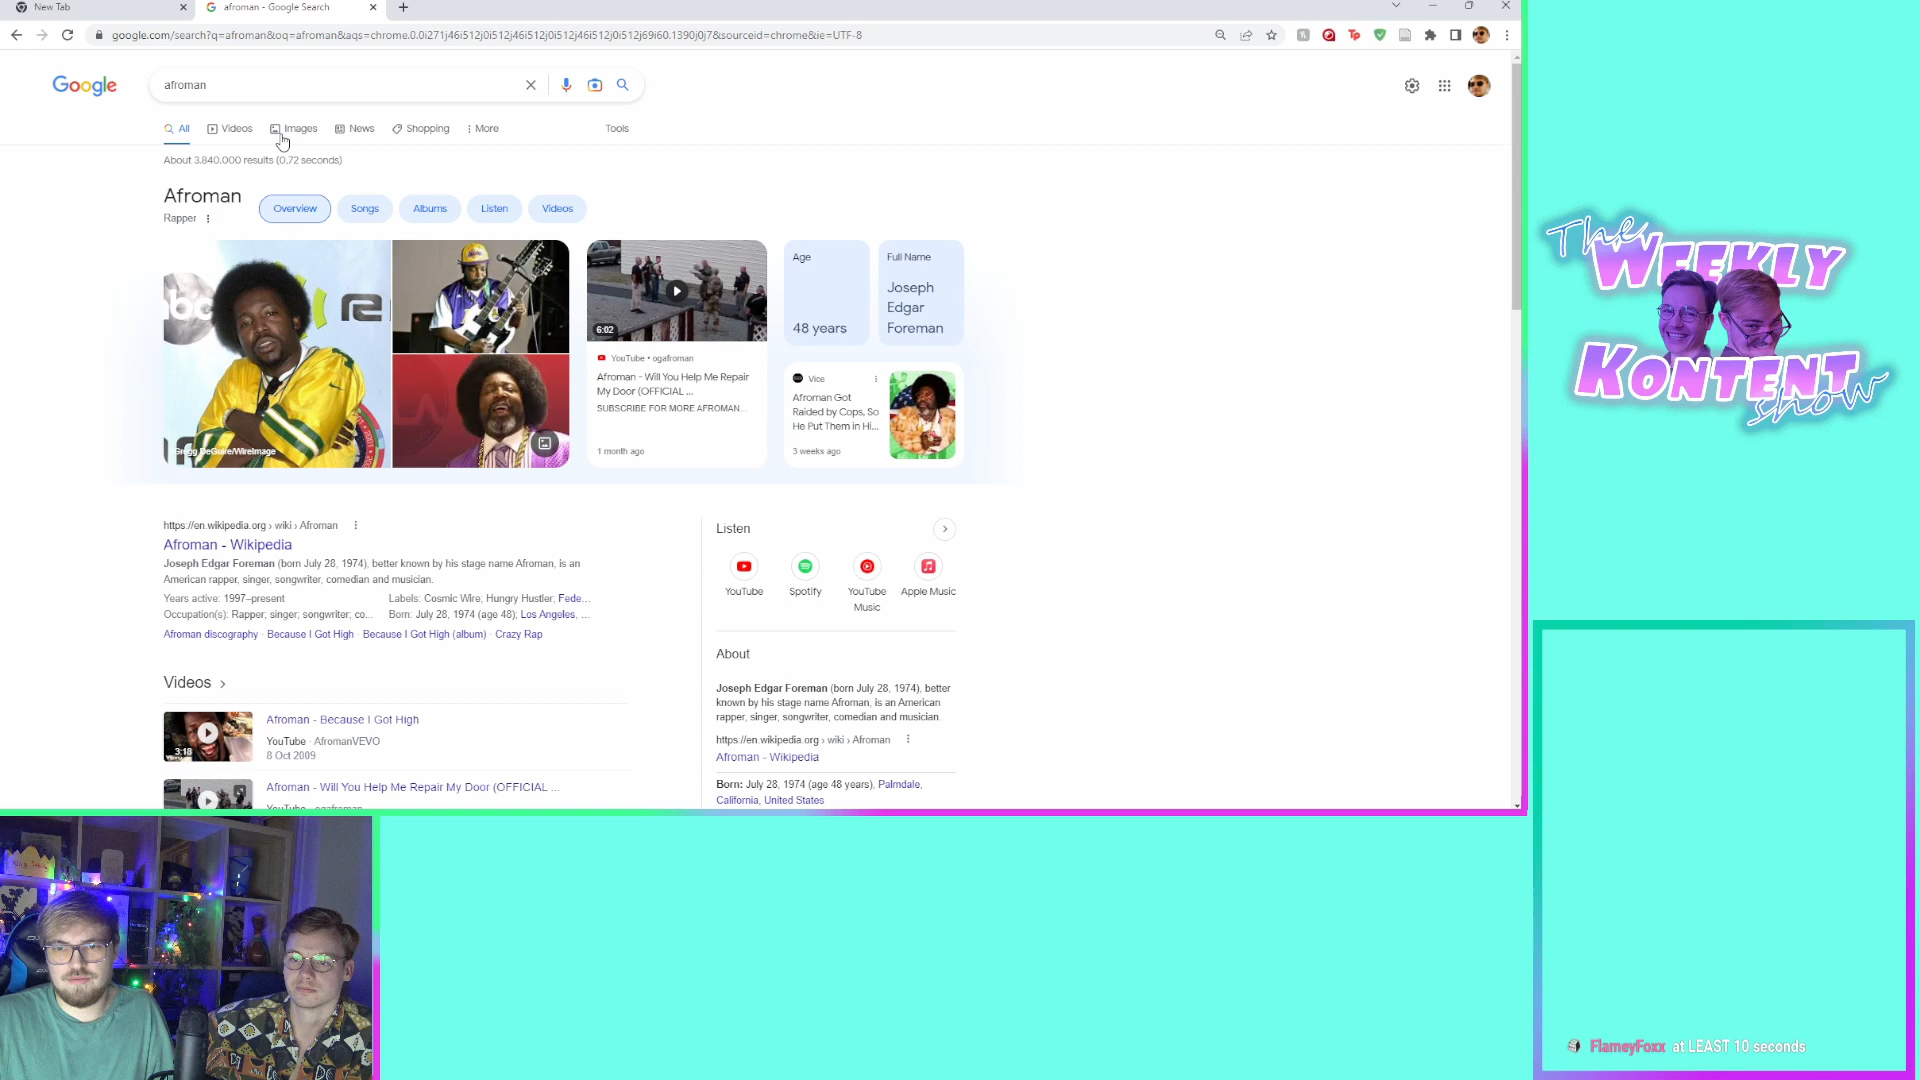 New Tab
afroman - Google Search
google.com/search?q=afroman&oq=afroman&aqs=chrome.0.0i271j46i512j0i512j46i512j0i512j46i512j0i512j69i60.1390j0j7&sourceid=chrome&ie=UTF-8
Google
afroman
All Videos Images News Shopping More Tools
About 3.840.000 results (0,72 seconds)
Afroman
Rapper
Overview Songs Albums Listen Videos
abc
Gregg DeGuire/WireImage
6:02
YouTube • ogafroman
Afroman - Will You Help Me Repair
My Door (OFFICIAL ...
SUBSCRIBE FOR MORE AFROMAN...
1 month ago
Age
48 years
Full Name
Joseph
Edgar
Foreman
Vice
Afroman Got
Raided by Cops, So
He Put Them in Hi...
3 weeks ago
https://en.wikipedia.org › wiki › Afroman
Afroman - Wikipedia
Joseph Edgar Foreman (born July 28, 1974), better known by his stage name Afroman, is an
American rapper, singer, songwriter, comedian and musician.
Years active: 1997–present
Labels: Cosmic Wire; Hungry Hustler; Fede...
Occupation(s): Rapper; singer; songwriter; co...
Born: July 28, 1974 (age 48); Los Angeles, ...
Afroman discography · Because I Got High · Because I Got High (album) · Crazy Rap
Videos
3:18
Afroman - Because I Got High
YouTube · AfromanVEVO
8 Oct 2009
Afroman - Will You Help Me Repair My Door (OFFICIAL ...
YouTube · ogafroman
Listen
YouTube
Spotify
YouTube
Music
Apple Music
About
Joseph Edgar Foreman (born July 28, 1974), better
known by his stage name Afroman, is an American
rapper, singer, songwriter, comedian and musician.
https://en.wikipedia.org › wiki › Afroman
Afroman - Wikipedia
Born: July 28, 1974 (age 48 years), Palmdale,
California, United States
The
WEEKLY
KONTENT
show
FlameyFoxx at LEAST 10 seconds